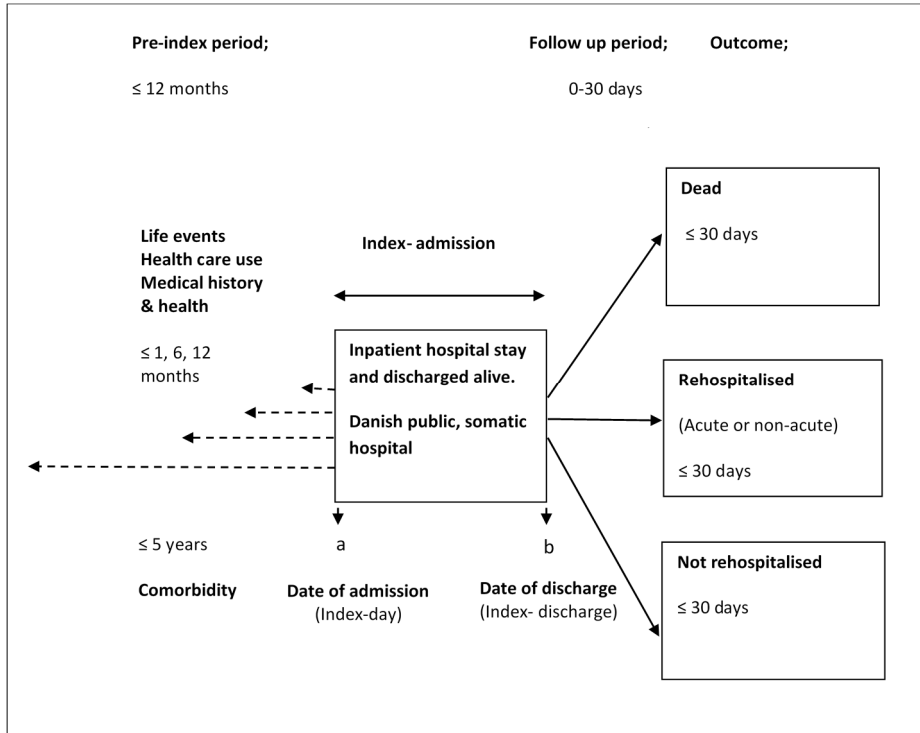 Pre-index period;
Follow up period;
Outcome;
≤ 12 months
0-30 days
Life events
Health care use
Medical history
& health
≤ 1, 6, 12
months
Index- admission
Inpatient hospital stay
and discharged alive.
Danish public, somatic
hospital
Dead
≤ 30 days
Rehospitalised
(Acute or non-acute)
≤ 30 days
Not rehospitalised
≤ 30 days
≤ 5 years
Comorbidity
a
Date of admission
(Index-day)
b
Date of discharge
(Index- discharge)